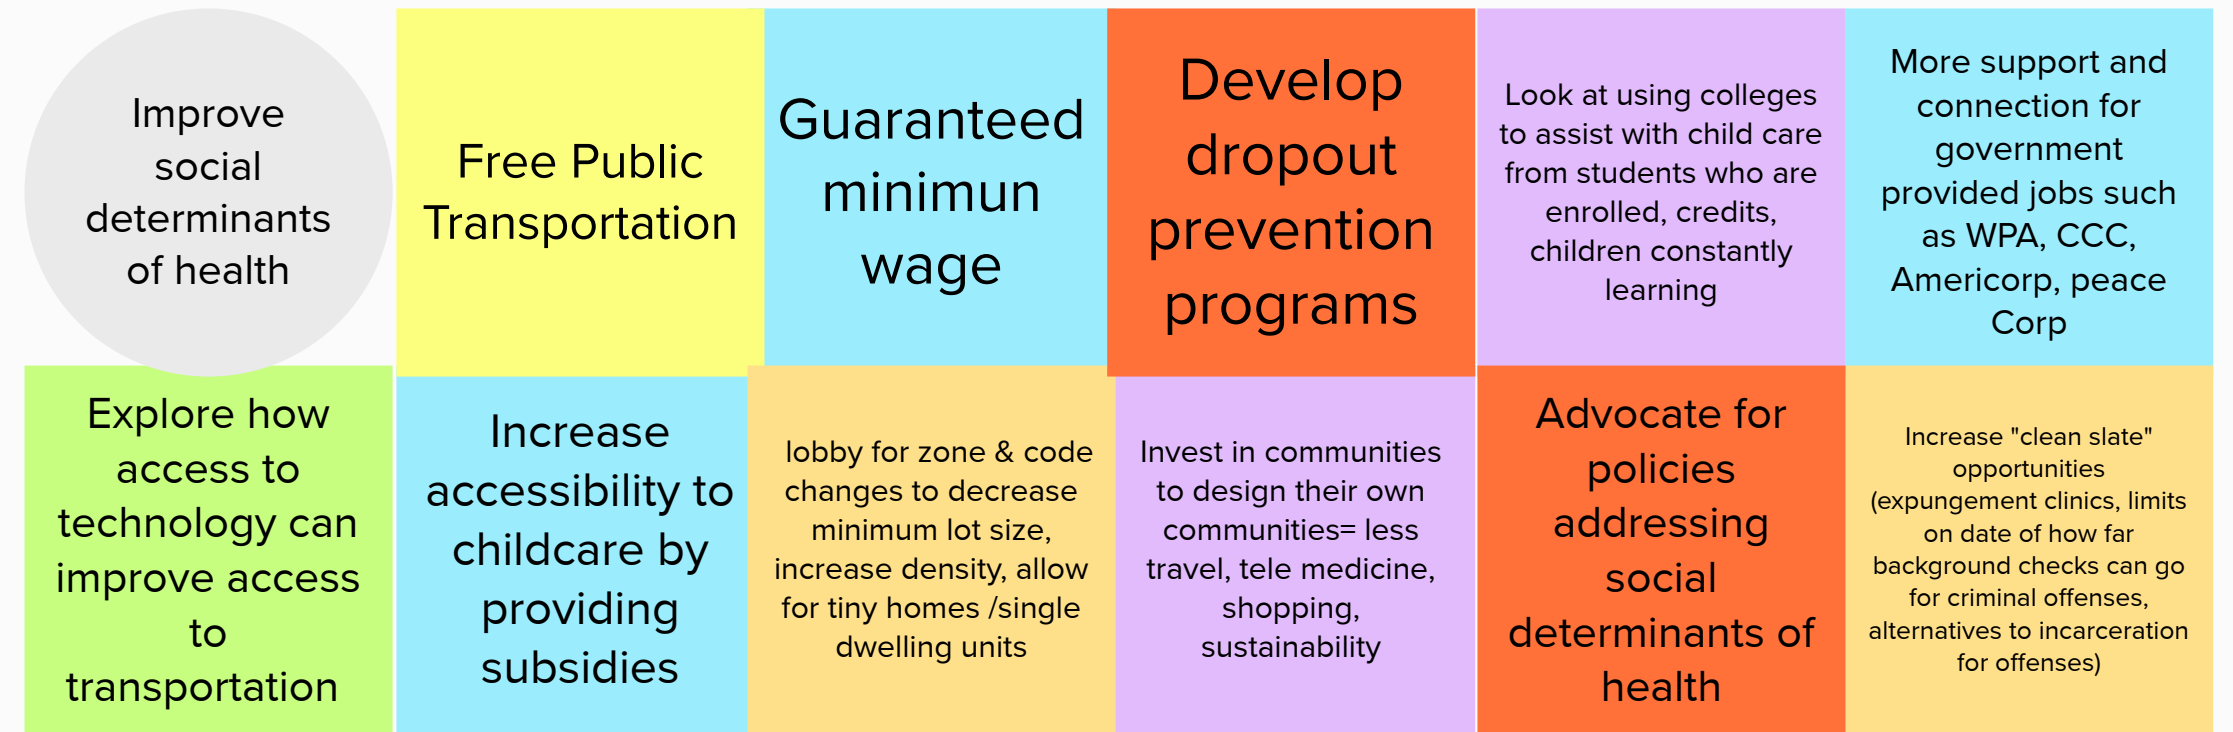 Improve
social
determinants
of health
Free Public
Transportation
Guaranteed
minimun
wage
Develop
dropout
prevention
programs
Look at using colleges
to assist with child care
from students who are
enrolled, credits,
children constantly
learning
More support and
connection for
government
provided jobs such
as WPA, CCC,
Americorp, peace
Corp
Explore how
access to
technology can
improve access
to
transportation
Increase
accessibility to
childcare by
providing
subsidies
lobby for zone & code
changes to decrease
minimum lot size,
increase density, allow
for tiny homes /single
dwelling units
Invest in communities
to design their own
communities= less
travel, tele medicine,
shopping,
sustainability
Advocate for
policies
addressing
social
determinants of
health
Increase "clean slate"
opportunities
(expungement clinics, limits
on date of how far
background checks can go
for criminal offenses,
alternatives to incarceration
for offenses)